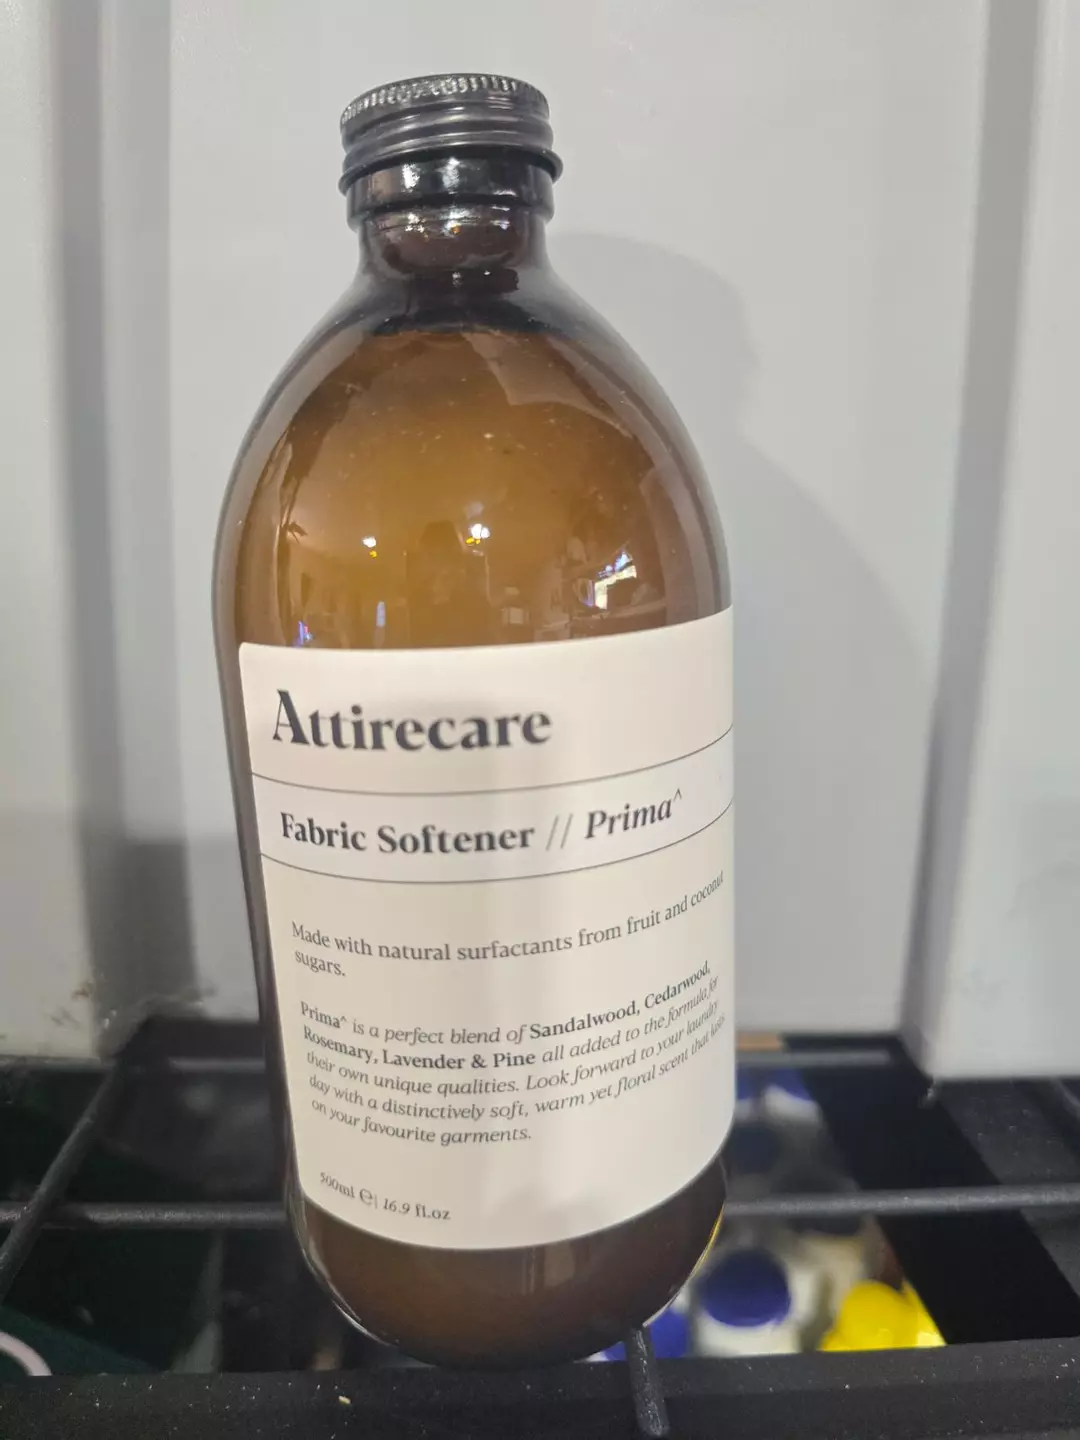 Attirecare
Fabric Softener // Prima^
Made with natural surfactants from fruit and coconut
sugars.
Prima^ is a perfect blend of Sandalwood, Cedarwood,
Rosemary, Lavender & Pine all added to the formula for
their own unique qualities. Look forward to your laundry
day with a distinctively soft, warm yet floral scent that lasts
on your favourite garments.
500ml ℮| 16.9 fl.oz